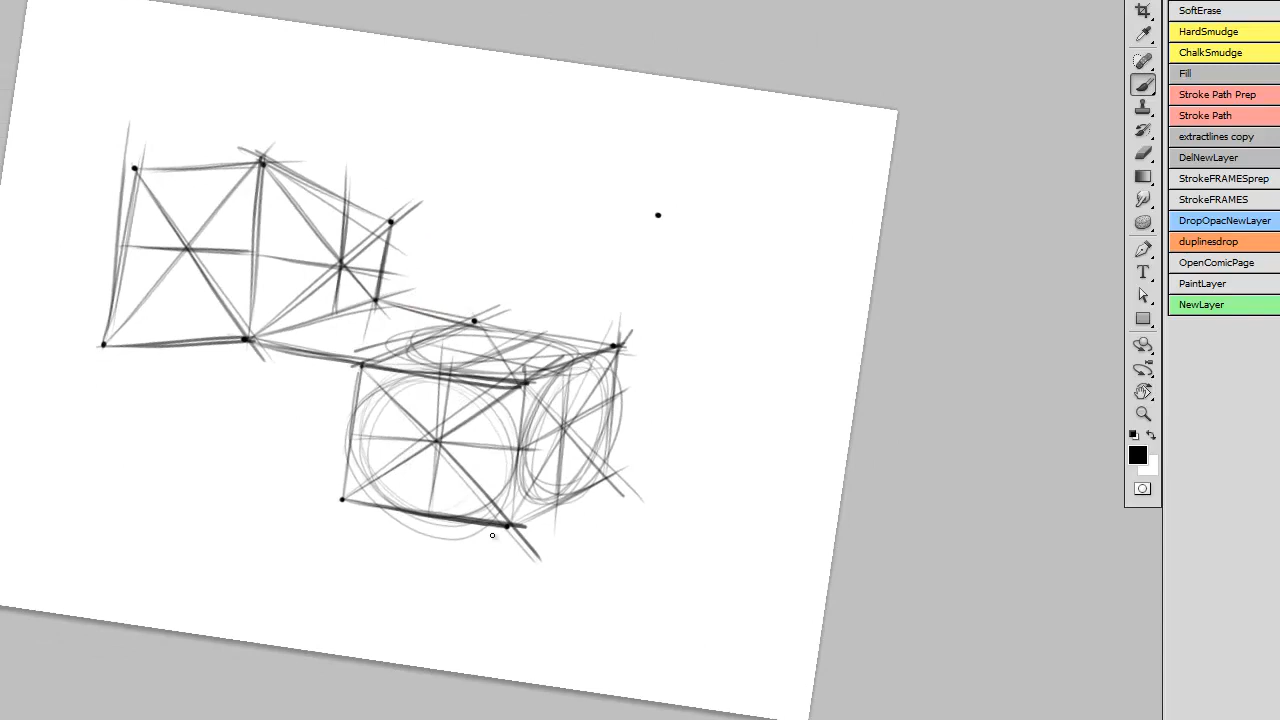 SoftErase
HardSmudge
ChalkSmudge
Fill
Stroke Path Prep
Stroke Path
extractlines copy
DelNewLayer
StrokeFRAMESprep
StrokeFRAMES
DropOpacNewLayer
duplinesdrop
OpenComicPage
PaintLayer
NewLayer